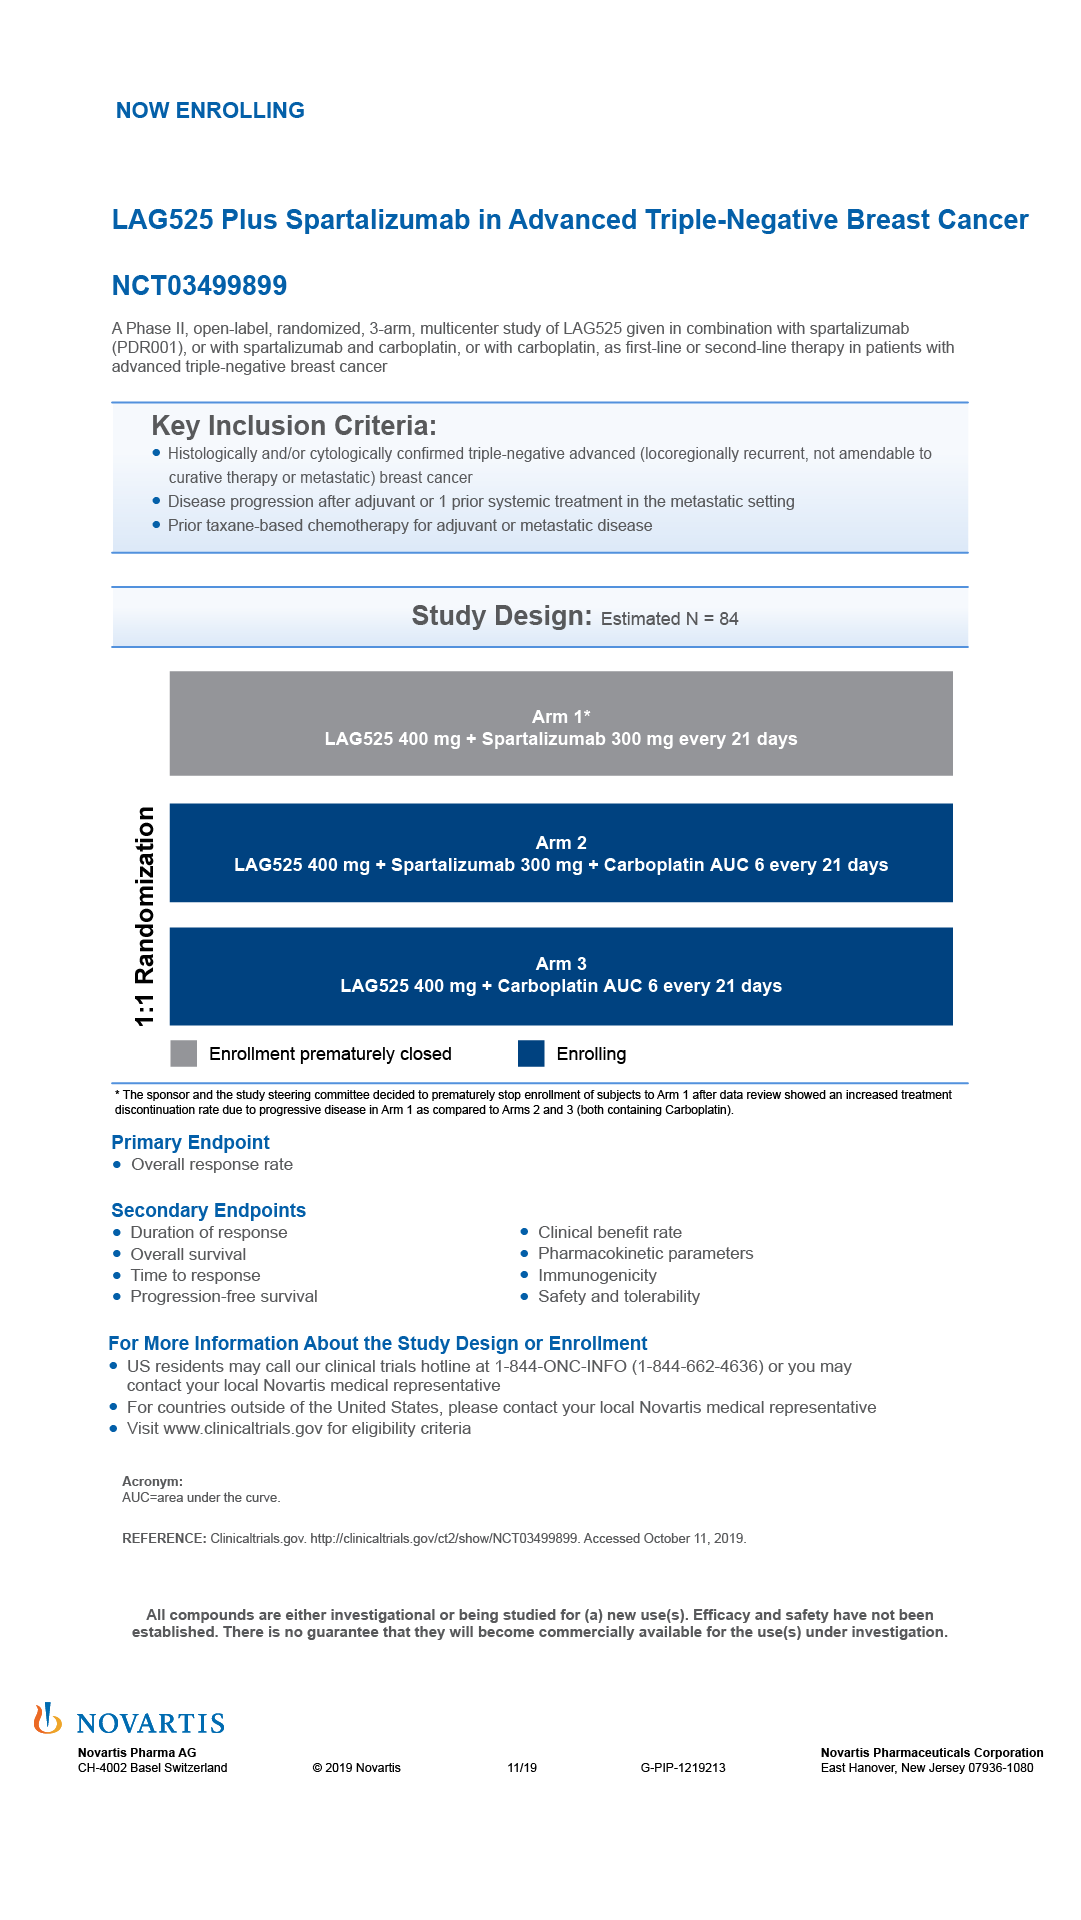 NOW ENROLLING
LAG525 Plus Spartalizumab in Advanced Triple-Negative Breast Cancer
NCT03499899
A Phase II, open-label, randomized, 3-arm, multicenter study of LAG525 given in combination with spartalizumab
(PDR001), or with spartalizumab and carboplatin, or with carboplatin, as first-line or second-line therapy in patients with
advanced triple-negative breast cancer
Key Inclusion Criteria:
• Histologically and/or cytologically confirmed triple-negative advanced (locoregionally recurrent, not amendable to
curative therapy or metastatic) breast cancer
• Disease progression after adjuvant or 1 prior systemic treatment in the metastatic setting
• Prior taxane-based chemotherapy for adjuvant or metastatic disease
Study Design: Estimated N = 84
1:1 Randomization
Arm 1*
LAG525 400 mg + Spartalizumab 300 mg every 21 days
Arm 2
LAG525 400 mg + Spartalizumab 300 mg + Carboplatin AUC 6 every 21 days
Arm 3
LAG525 400 mg + Carboplatin AUC 6 every 21 days
Enrollment prematurely closed
Enrolling
* The sponsor and the study steering committee decided to prematurely stop enrollment of subjects to Arm 1 after data review showed an increased treatment
discontinuation rate due to progressive disease in Arm 1 as compared to Arms 2 and 3 (both containing Carboplatin).
Primary Endpoint
• Overall response rate
Secondary Endpoints
• Duration of response
• Overall survival
• Time to response
• Progression-free survival
• Clinical benefit rate
• Pharmacokinetic parameters
• Immunogenicity
• Safety and tolerability
For More Information About the Study Design or Enrollment
• US residents may call our clinical trials hotline at 1-844-ONC-INFO (1-844-662-4636) or you may
contact your local Novartis medical representative
• For countries outside of the United States, please contact your local Novartis medical representative
• Visit www.clinicaltrials.gov for eligibility criteria
Acronym:
AUC=area under the curve.
REFERENCE: Clinicaltrials.gov. http://clinicaltrials.gov/ct2/show/NCT03499899. Accessed October 11, 2019.
All compounds are either investigational or being studied for (a) new use(s). Efficacy and safety have not been
established. There is no guarantee that they will become commercially available for the use(s) under investigation.
NOVARTIS
Novartis Pharma AG
CH-4002 Basel Switzerland
© 2019 Novartis
11/19
G-PIP-1219213
Novartis Pharmaceuticals Corporation
East Hanover, New Jersey 07936-1080